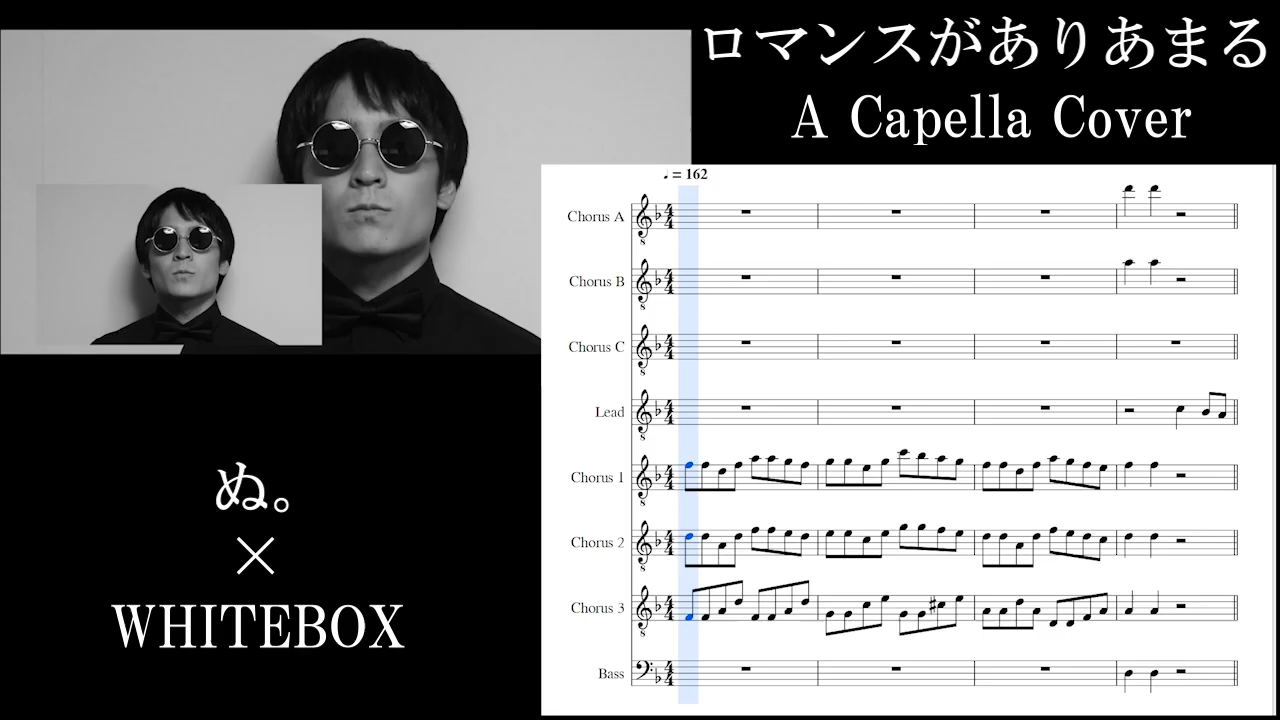 ロマンスがありあまる
A Capella Cover
♩ = 162
Chorus A
Chorus B
Chorus C
Lead
Chorus 1
Chorus 2
Chorus 3
Bass
ぬ。
×
WHITEBOX